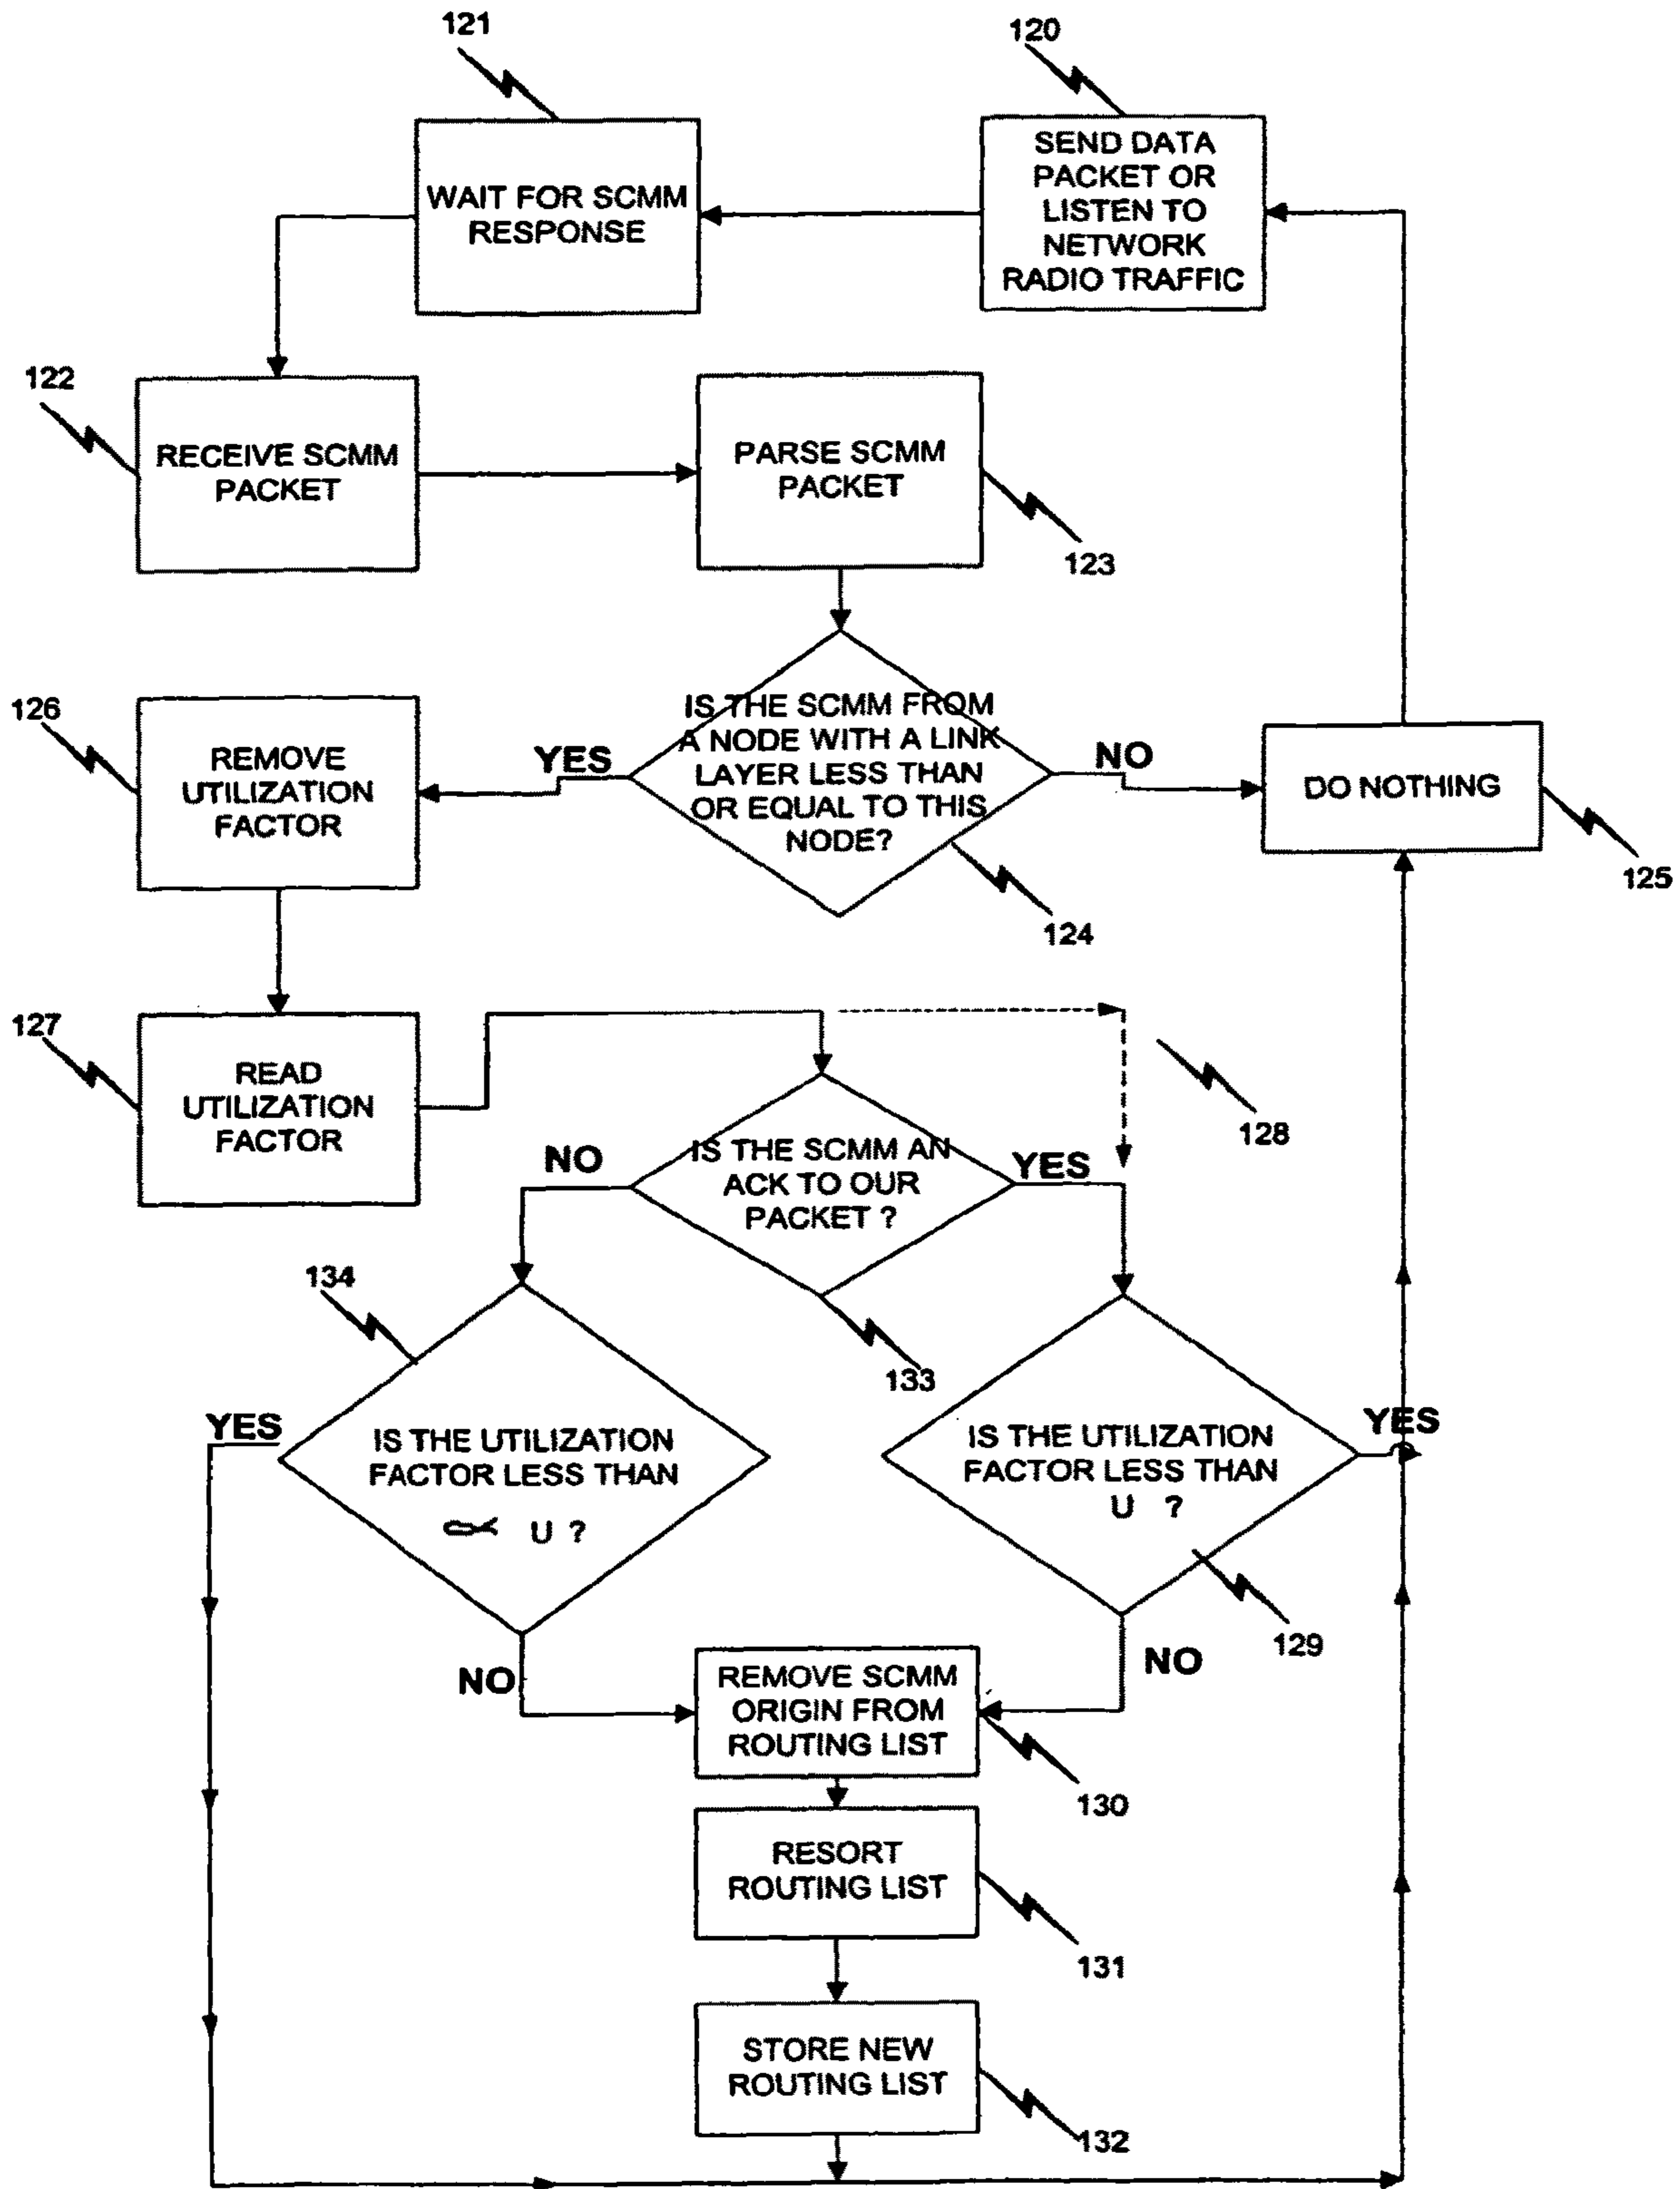 121
120
WAIT FOR SCMM
RESPONSE
SEND DATA
PACKET OR
LISTEN TO
NETWORK
RADIO TRAFFIC
122
RECEIVE SCMM
PACKET
PARSE SCMM
PACKET
123
IS THE SCMM FROM
A NODE WITH A LINK
LAYER LESS THAN
OR EQUAL TO THIS
NODE?
YES
NO
126
REMOVE
UTILIZATION
FACTOR
DO NOTHING
125
124
127
READ
UTILIZATION
FACTOR
128
IS THE SCMM AN
ACK TO OUR
PACKET ?
NO
YES
134
133
YES
IS THE UTILIZATION
FACTOR LESS THAN
∝ U ?
IS THE UTILIZATION
FACTOR LESS THAN
U ?
YES
129
NO
NO
REMOVE SCMM
ORIGIN FROM
ROUTING LIST
130
RESORT
ROUTING LIST
131
STORE NEW
ROUTING LIST
132